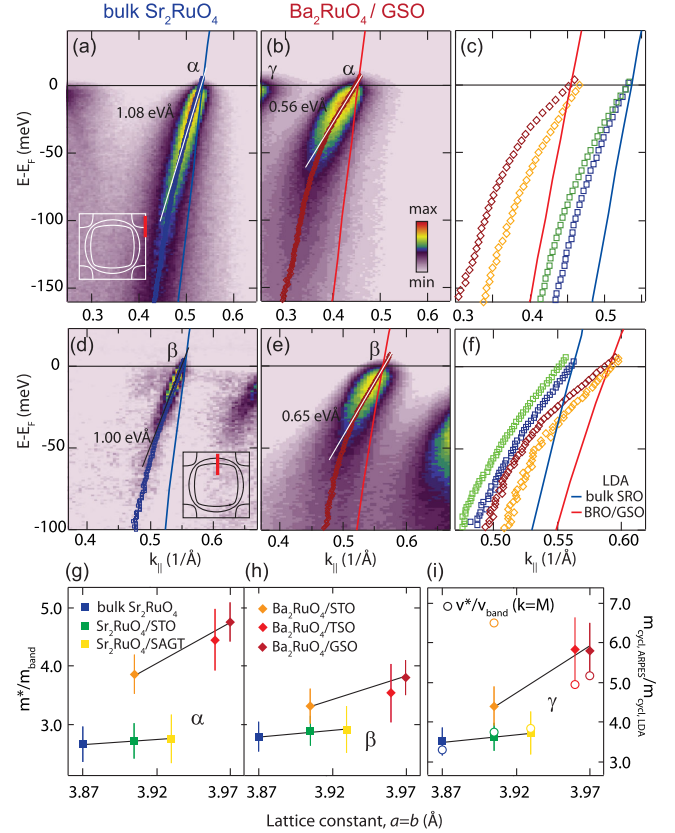 bulk Sr2RuO4
Ba2RuO4/ GSO
(a)
α
1.08 eVÅ
(b)
γ
α
0.56 eVÅ
max
min
(c)
E-EF (meV)
0
-50
-100
-150
0.3 0.4 0.5 0.6
0.3 0.4 0.5 0.6
0.3 0.4 0.5
(d)
β
1.00 eVÅ
(e)
β
0.65 eVÅ
(f)
LDA
bulk SRO
BRO/GSO
E-EF (meV)
0
-50
-100
0.4 0.5 0.6
0.4 0.5 0.6
0.50 0.55 0.60
k|| (1/Å)
k|| (1/Å)
k|| (1/Å)
(g)
bulk Sr2RuO4
Sr2RuO4/STO
Sr2RuO4/SAGT
α
(h)
Ba2RuO4/STO
Ba2RuO4/TSO
Ba2RuO4/GSO
β
(i)
v*/vband (k=M)
γ
m*/mband
5.0
4.0
3.0
mcycl, ARPES/mcycl, LDA
7.0
6.0
5.0
4.0
3.0
3.87 3.92 3.97
3.87 3.92 3.97
3.87 3.92 3.97
Lattice constant, a=b (Å)